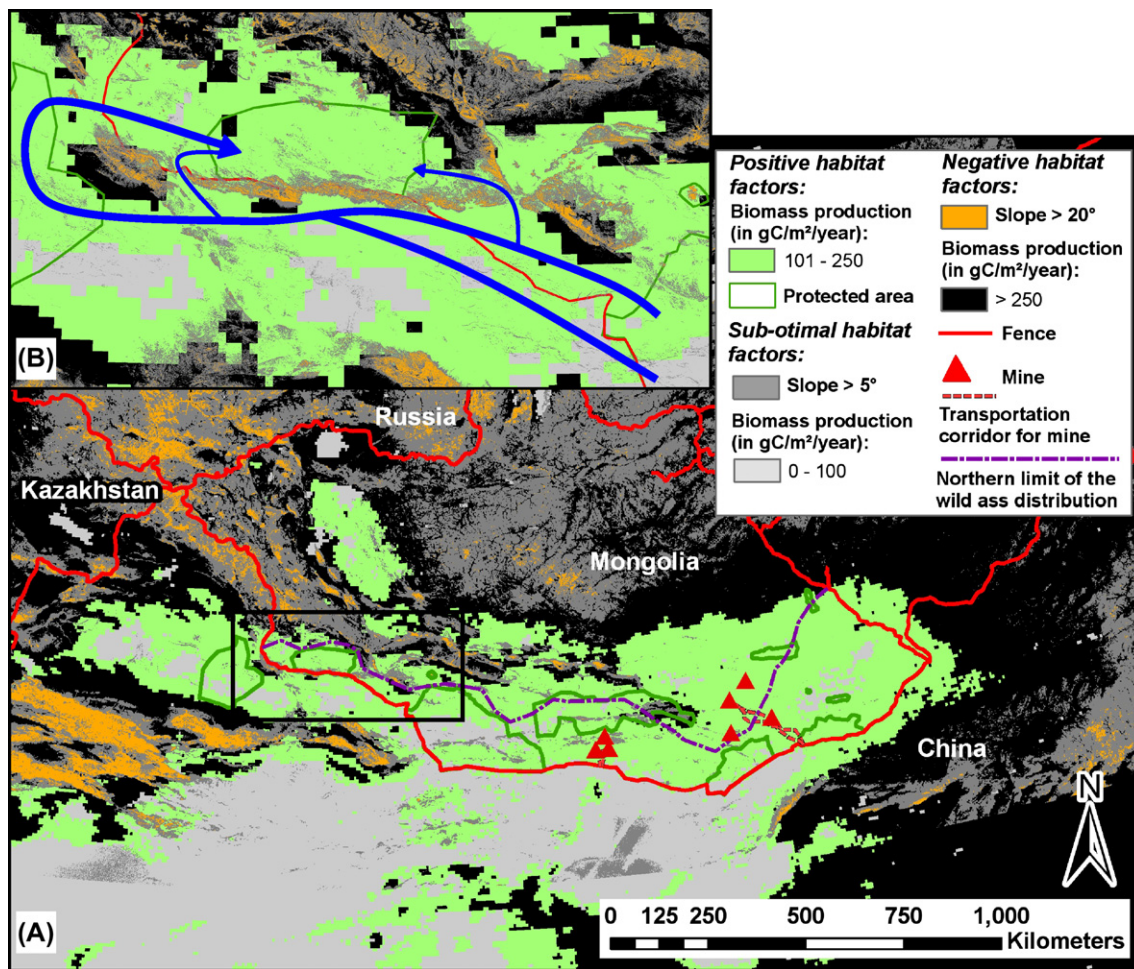 (B)
Positive habitat
factors:
Biomass production
(in gC/m²/year):
101 - 250
Protected area
Sub-otimal habitat
factors:
Slope > 5°
Biomass production
(in gC/m²/year):
0 - 100
Negative habitat
factors:
Slope > 20°
Biomass production
(in gC/m²/year):
> 250
Fence
Mine
Transportation
corridor for mine
Northern limit of the
wild ass distribution
Russia
Kazakhstan
Mongolia
China
N
(A)
0 125 250 500 750 1,000
Kilometers